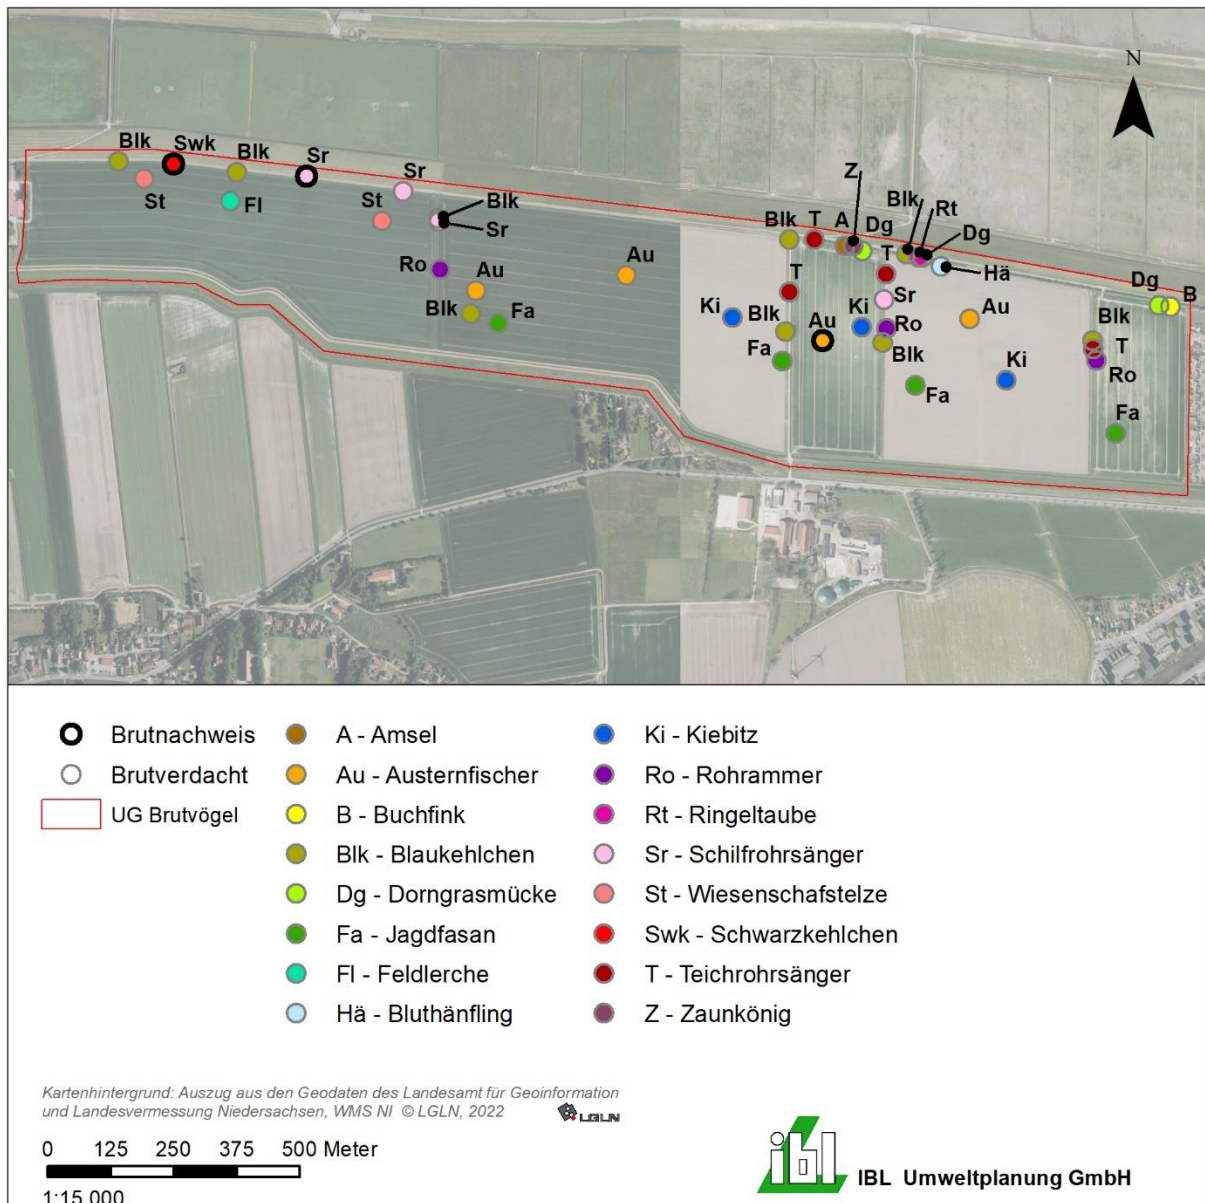 N
Blk
Swk
Blk
Sr
St
Fl
Sr
St
Blk
Sr
Ro
Au
Blk
Fa
Au
Z
Blk
Rt
Blk
T
A
Dg
Dg
T
Hä
T
Sr
Ki
Blk
Au
Ki
Ro
Au
Fa
Blk
Ki
Fa
Dg
B
Blk
T
Ro
Fa
Brutnachweis
Brutverdacht
UG Brutvögel
A - Amsel
Au - Austernfischer
B - Buchfink
Blk - Blaukehlchen
Dg - Dorngrasmücke
Fa - Jagdfasan
Fl - Feldlerche
Hä - Bluthänfling
Ki - Kiebitz
Ro - Rohrammer
Rt - Ringeltaube
Sr - Schilfrohrsänger
St - Wiesenschafstelze
Swk - Schwarzkehlchen
T - Teichrohrsänger
Z - Zaunkönig
Kartenhintergrund: Auszug aus den Geodaten des Landesamt für Geoinformation
und Landesvermessung Niedersachsen, WMS NI © LGLN, 2022
LGLN
0 125 250 375 500 Meter
1:15.000
ibl
IBL Umweltplanung GmbH